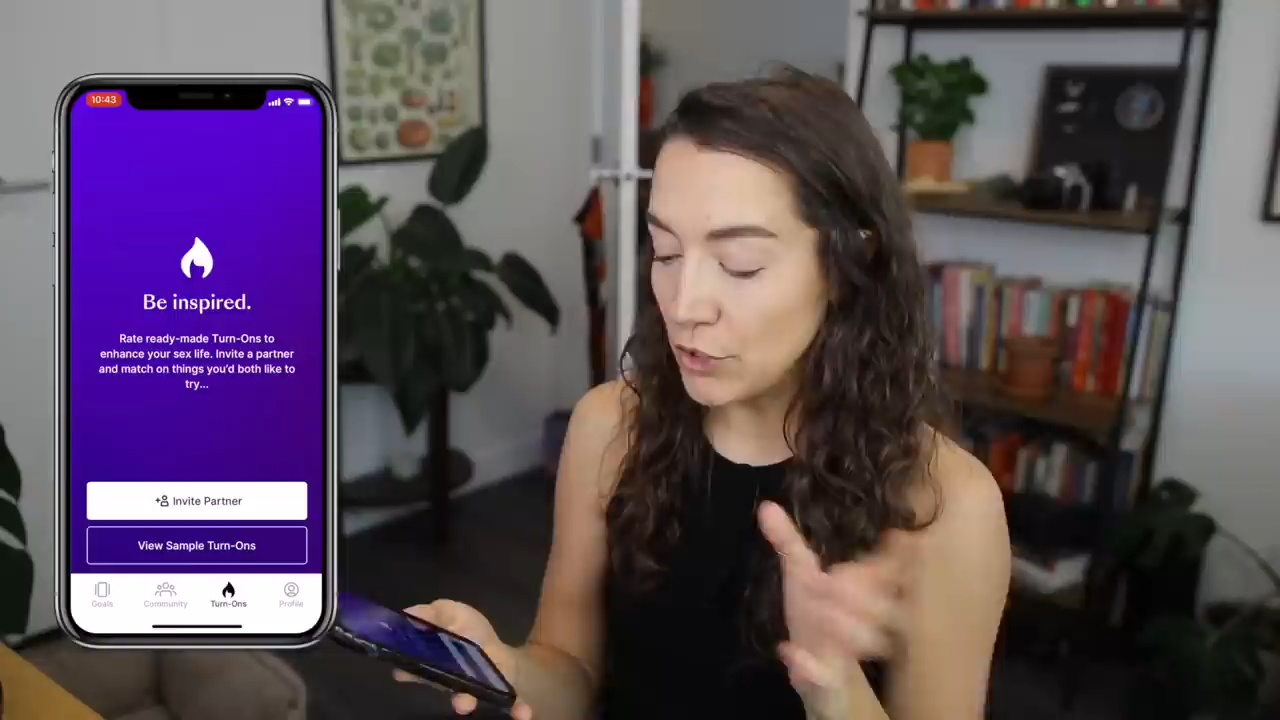 10:43
Be inspired.
Rate ready-made Turn-Ons to
enhance your sex life. Invite a partner
and match on things you'd both like to
try...
Invite Partner
View Sample Turn-Ons
Goals
Community
Turn-Ons
Profile